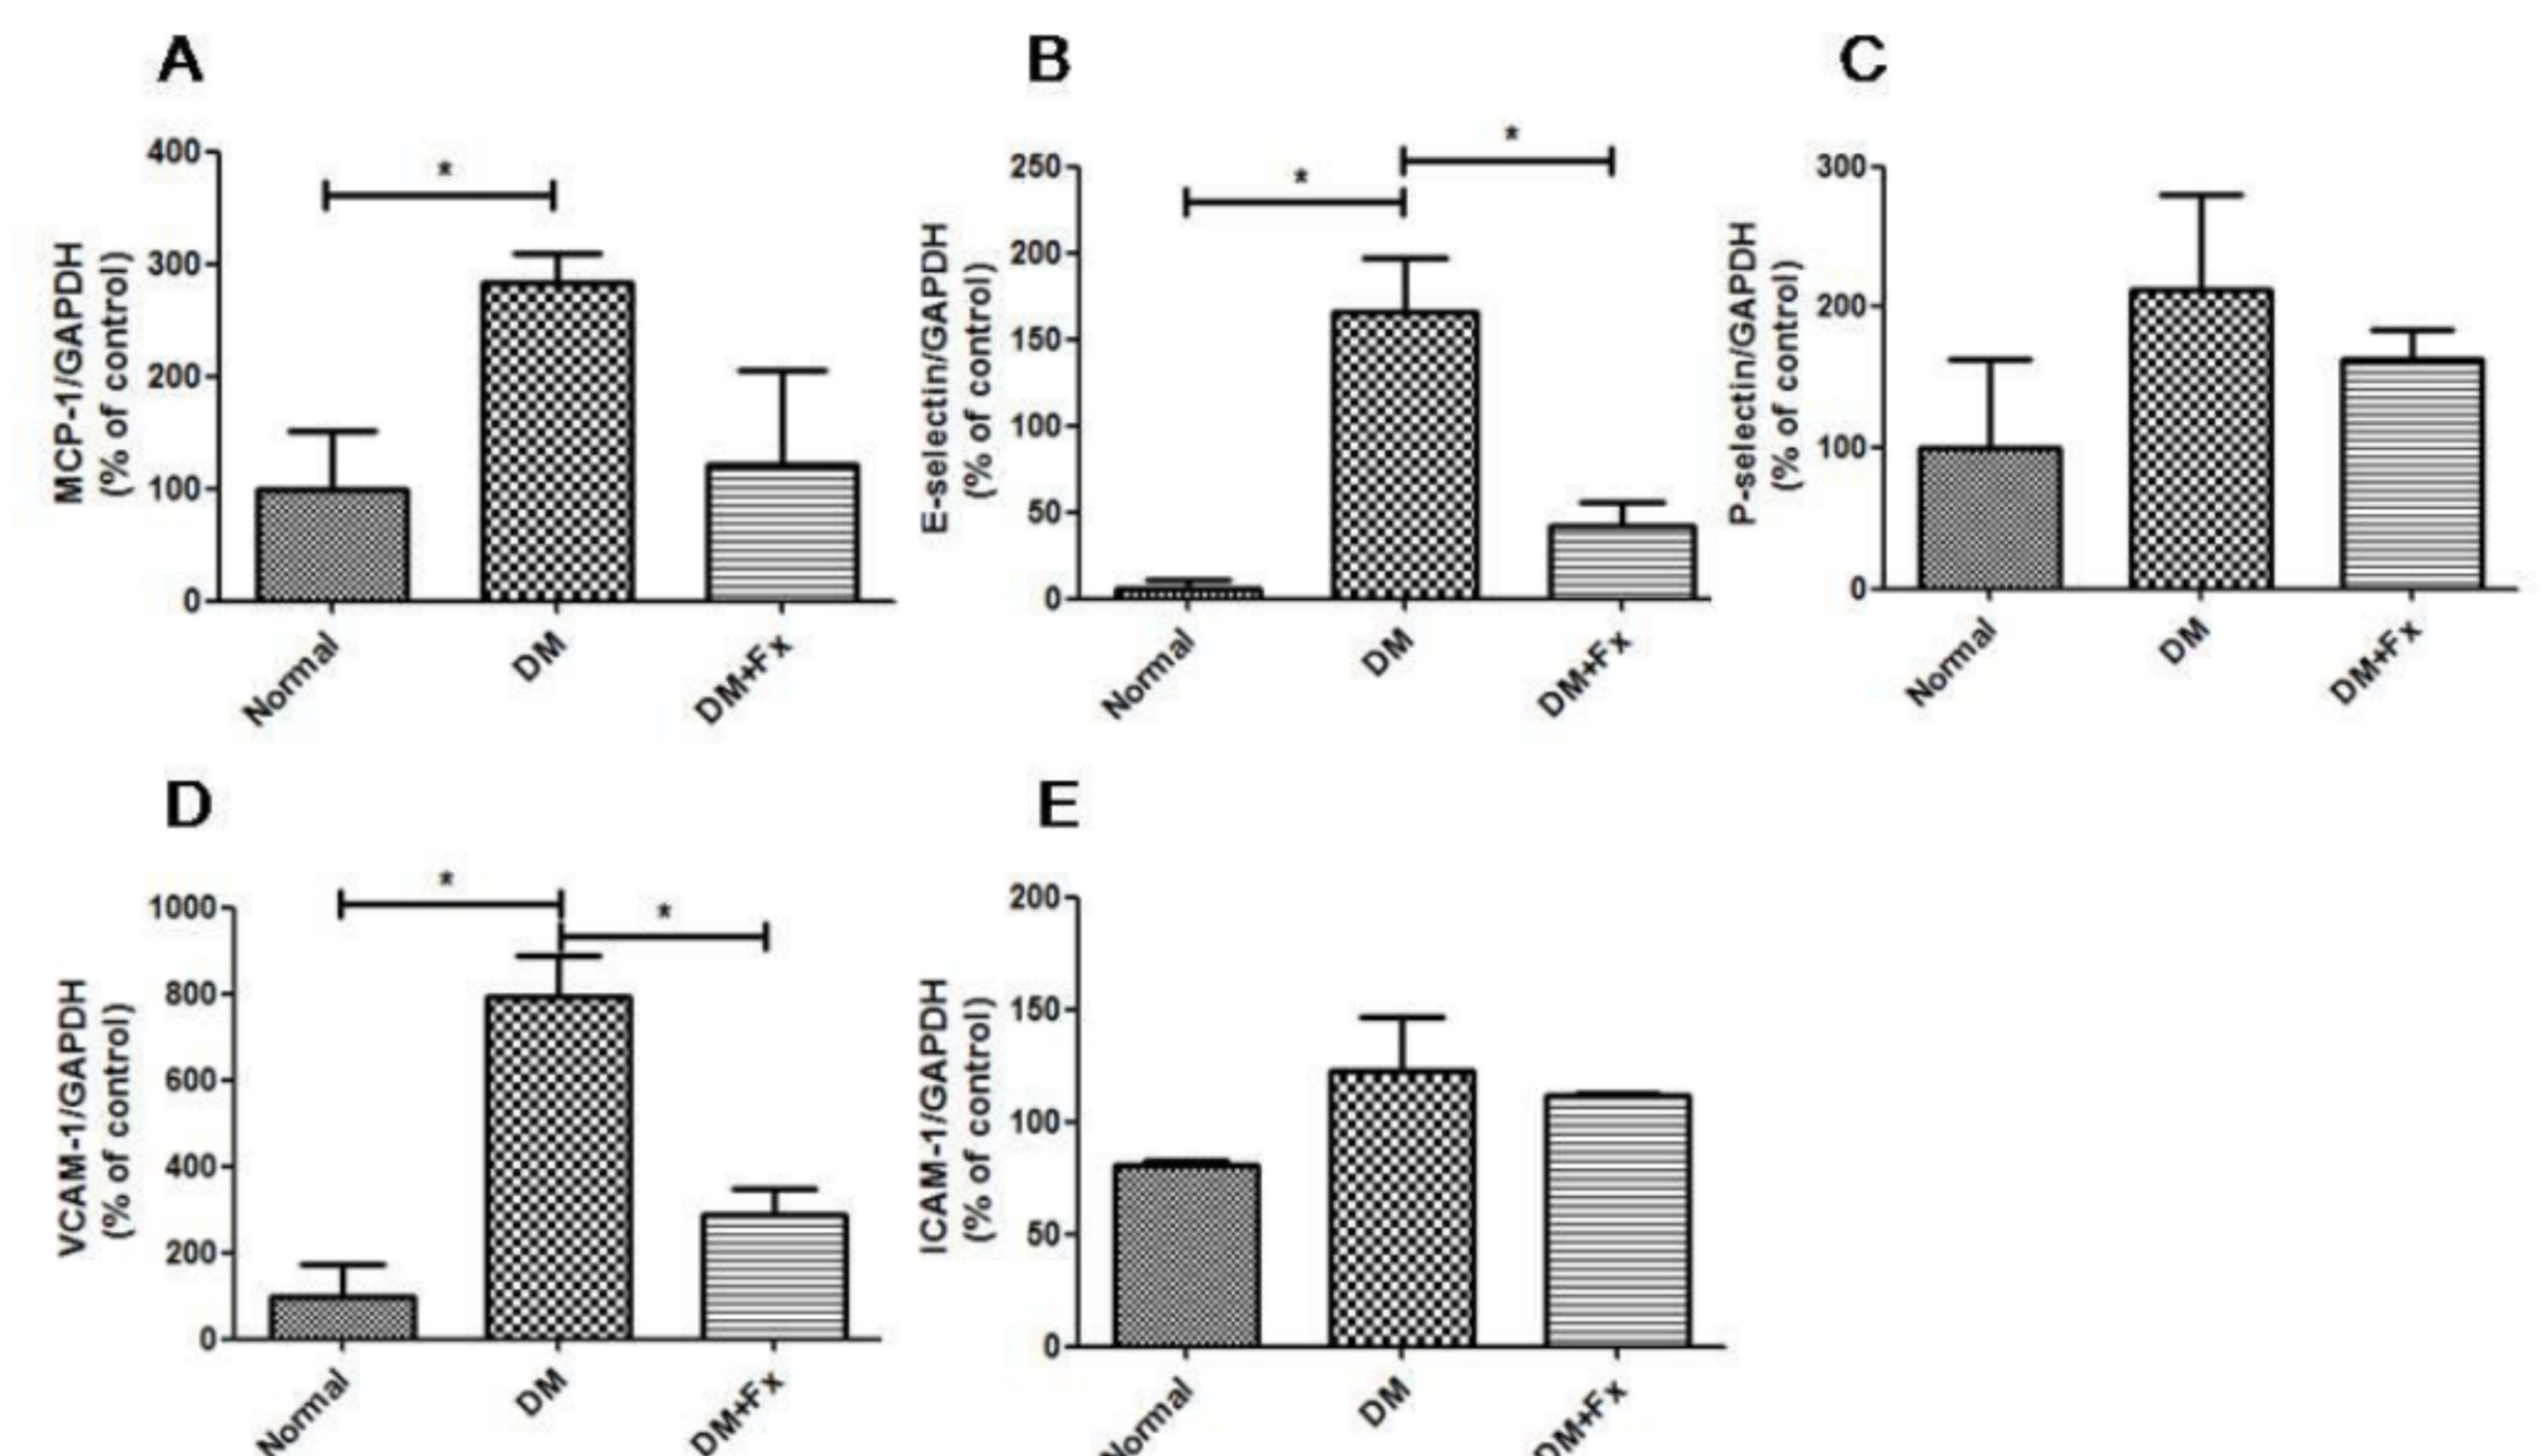 A
B
C
MCP-1/GAPDH
(% of control)
400
300
200
100
0
*
Normal
DM
DM+Fx
E-selectin/GAPDH
(% of control)
250
200
150
100
50
0
*
*
Normal
DM
DM+Fx
P-selectin/GAPDH
(% of control)
300
200
100
0
Normal
DM
DM+Fx
D
E
VCAM-1/GAPDH
(% of control)
1000
800
600
400
200
0
*
*
Normal
DM
DM+Fx
ICAM-1/GAPDH
(% of control)
200
150
100
50
0
Normal
DM
DM+Fx